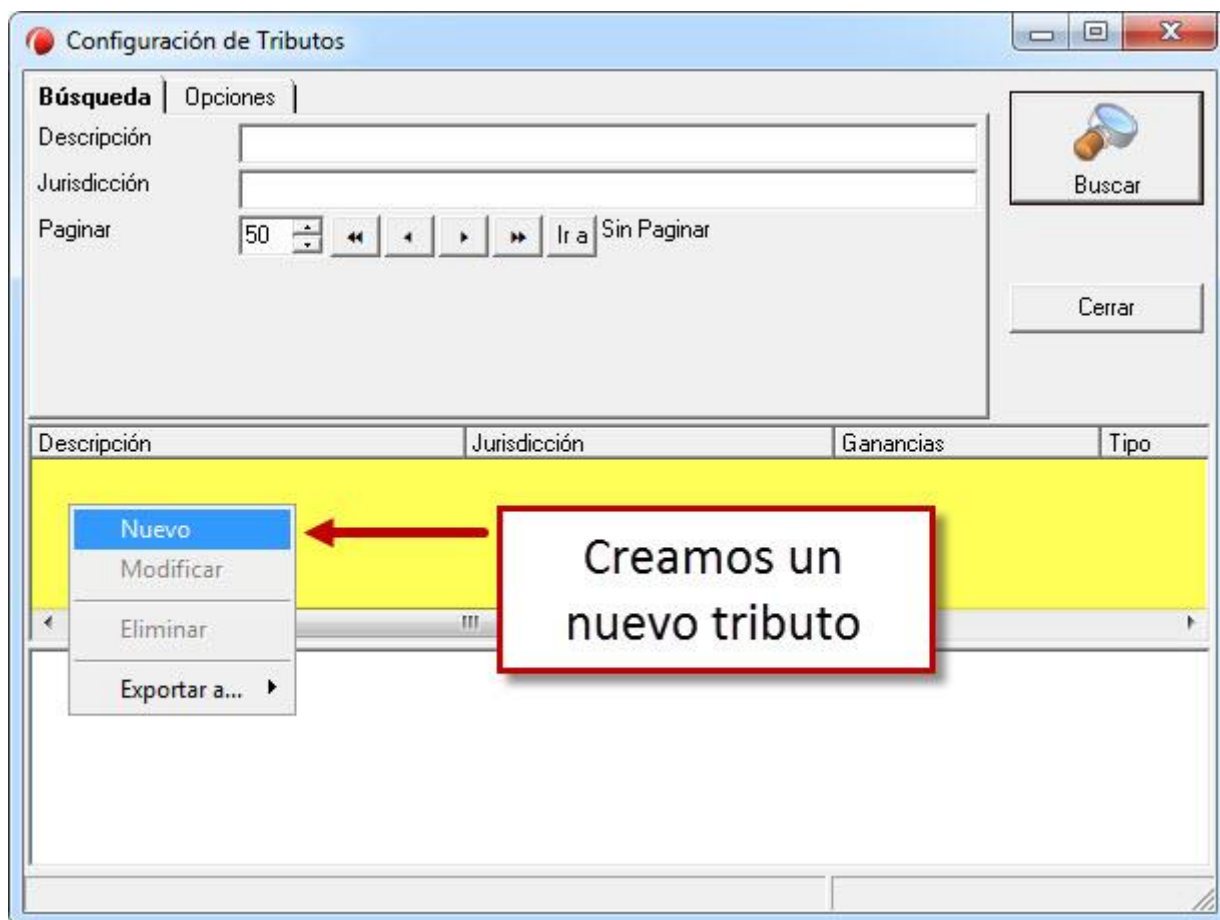 Configuración de Tributos
Búsqueda Opciones
Descripción
Jurisdicción
Buscar
Paginar 50 Ir a Sin Paginar
Cerrar
Descripción Jurisdicción Ganancias Tipo
Nuevo
Modificar
Eliminar
Exportar a...
Creamos un
nuevo tributo